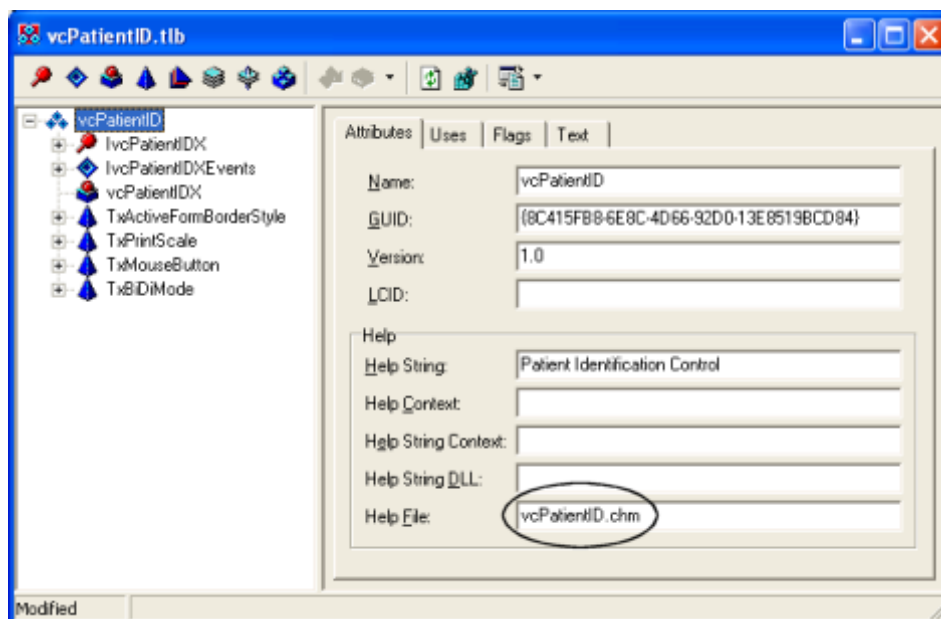 vcPatientID.tlb
vcPatientID
IvcPatientIDX
IvcPatientIDXEvents
vcPatientIDX
TxActiveFormBorderStyle
TxPrintScale
TxMouseButton
TxBiDiMode
Attributes Uses Flags Text
Name: vcPatientID
GUID: {8C415FB8-6E8C-4D66-92D0-13E8519BCD84}
Version: 1.0
LCID:
Help
Help String: Patient Identification Control
Help Context:
Help String Context:
Help String DLL:
Help File: vcPatientID.chm
Modified